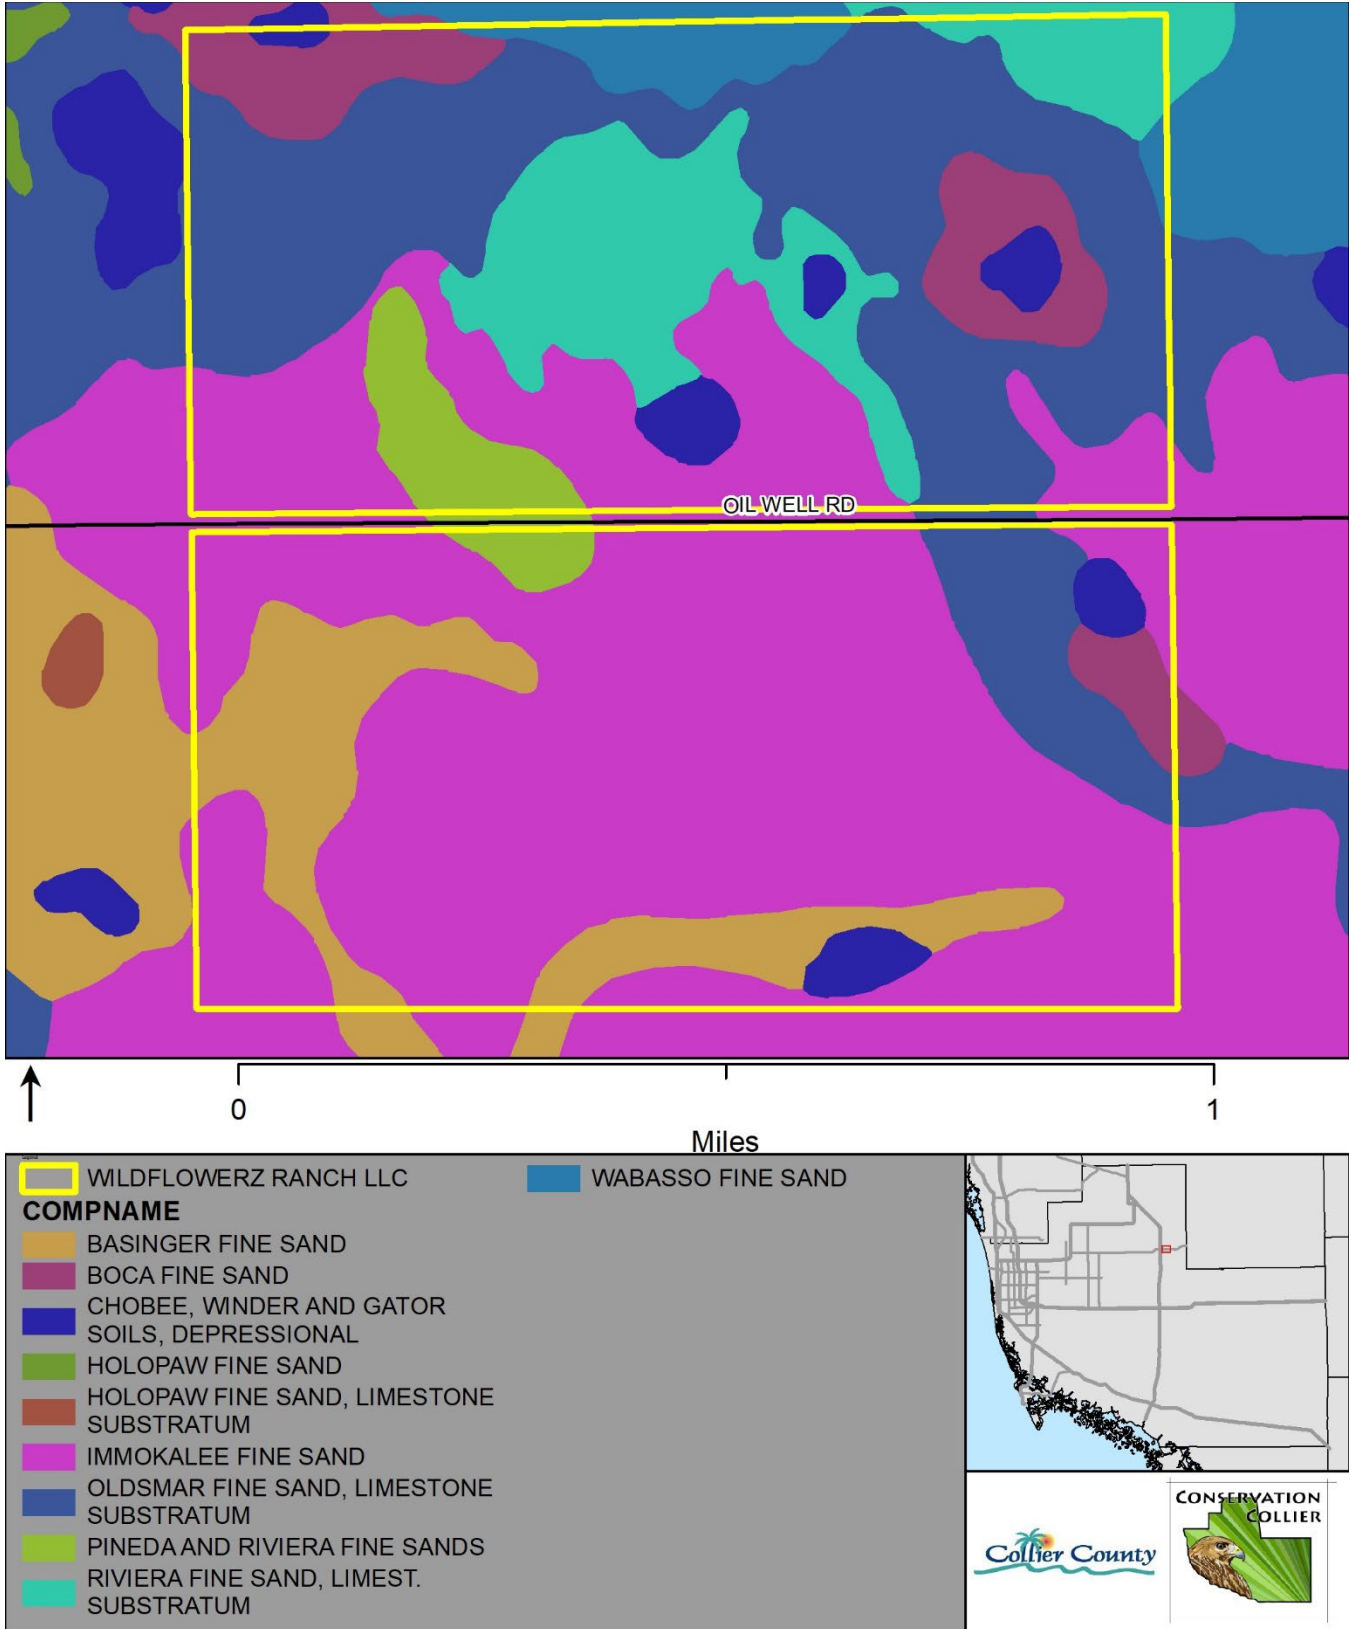 OIL WELL RD
0
1
Miles
WILDFLOWERZ RANCH LLC
WABASSO FINE SAND
COMPNAME
BASINGER FINE SAND
BOCA FINE SAND
CHOBEE, WINDER AND GATOR
SOILS, DEPRESSIONAL
HOLOPAW FINE SAND
HOLOPAW FINE SAND, LIMESTONE
SUBSTRATUM
IMMOKALEE FINE SAND
OLDSMAR FINE SAND, LIMESTONE
SUBSTRATUM
PINEDA AND RIVIERA FINE SANDS
RIVIERA FINE SAND, LIMEST.
SUBSTRATUM
Collier County
CONSERVATION
COLLIER